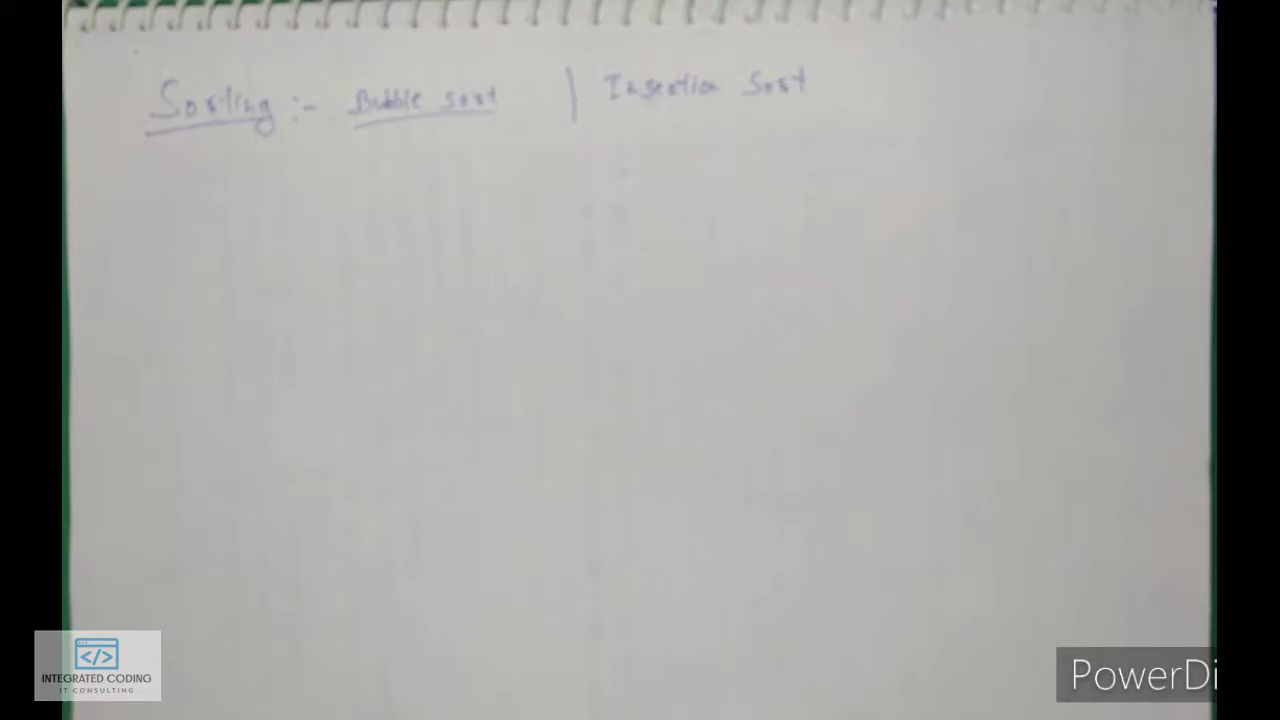 Sorting :- Bubble sort | Insertion Sort
</>
INTEGRATED CODING
IT CONSULTING
PowerDi